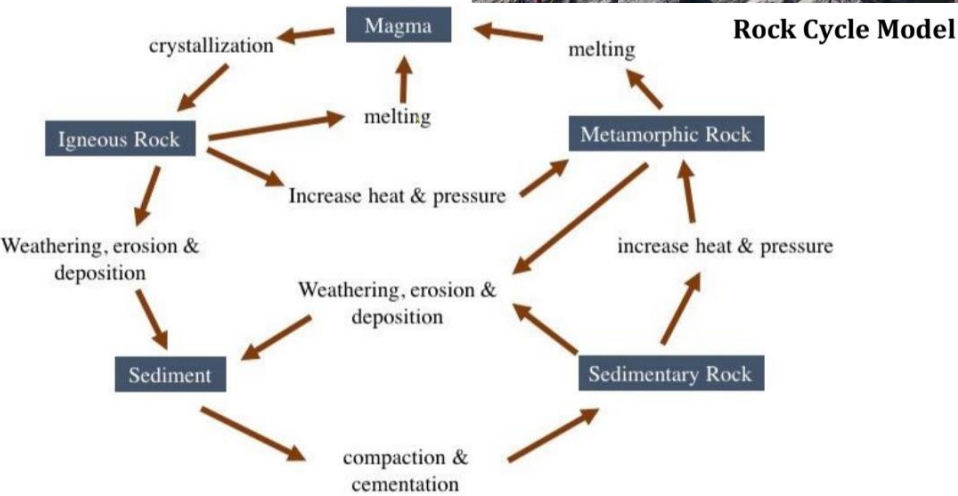 Rock Cycle Model
Magma
crystallization
melting
melting
Igneous Rock
Metamorphic Rock
Increase heat & pressure
Weathering, erosion &
deposition
increase heat & pressure
Weathering, erosion &
deposition
Sediment
Sedimentary Rock
compaction &
cementation